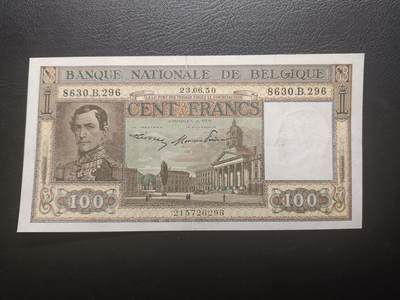 BANQUE NATIONALE DE BELGIQUE
8630.B.296
23.06.50
8630.B.296
CENT FRANCS
100
100
215726296